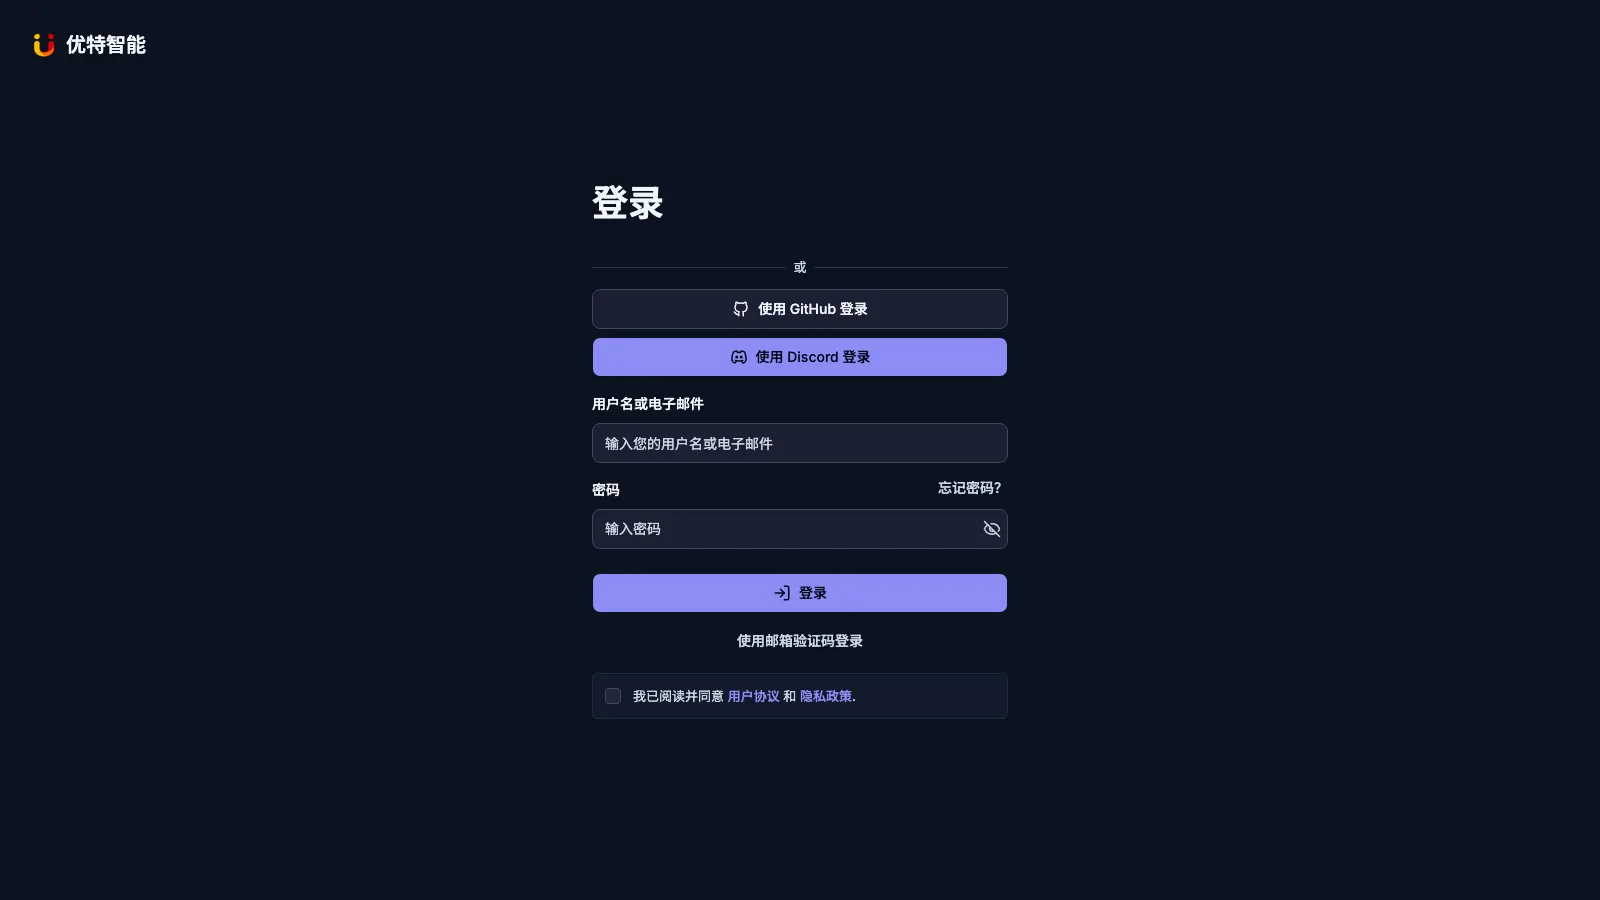 优特智能
登录
或
使用 GitHub 登录
使用 Discord 登录
用户名或电子邮件
输入您的用户名或电子邮件
密码
忘记密码？
输入密码
登录
使用邮箱验证码登录
我已阅读并同意 用户协议 和 隐私政策.